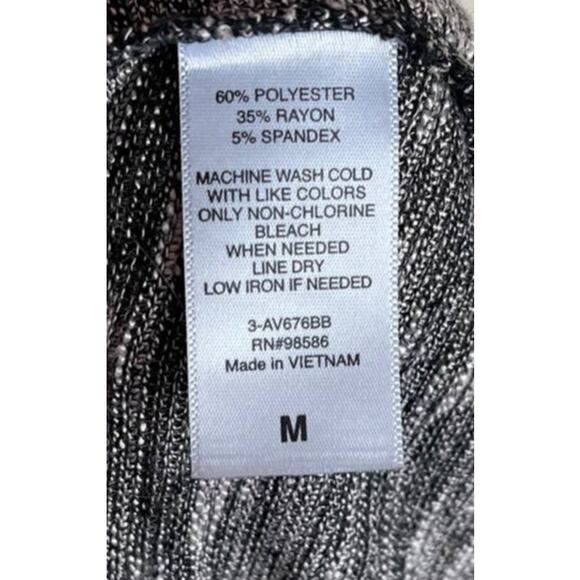 60% POLYESTER
35% RAYON
5% SPANDEX
MACHINE WASH COLD
WITH LIKE COLORS
ONLY NON-CHLORINE
BLEACH
WHEN NEEDED
LINE DRY
LOW IRON IF NEEDED
3-AV676BB
RN#98586
Made in VIETNAM
M